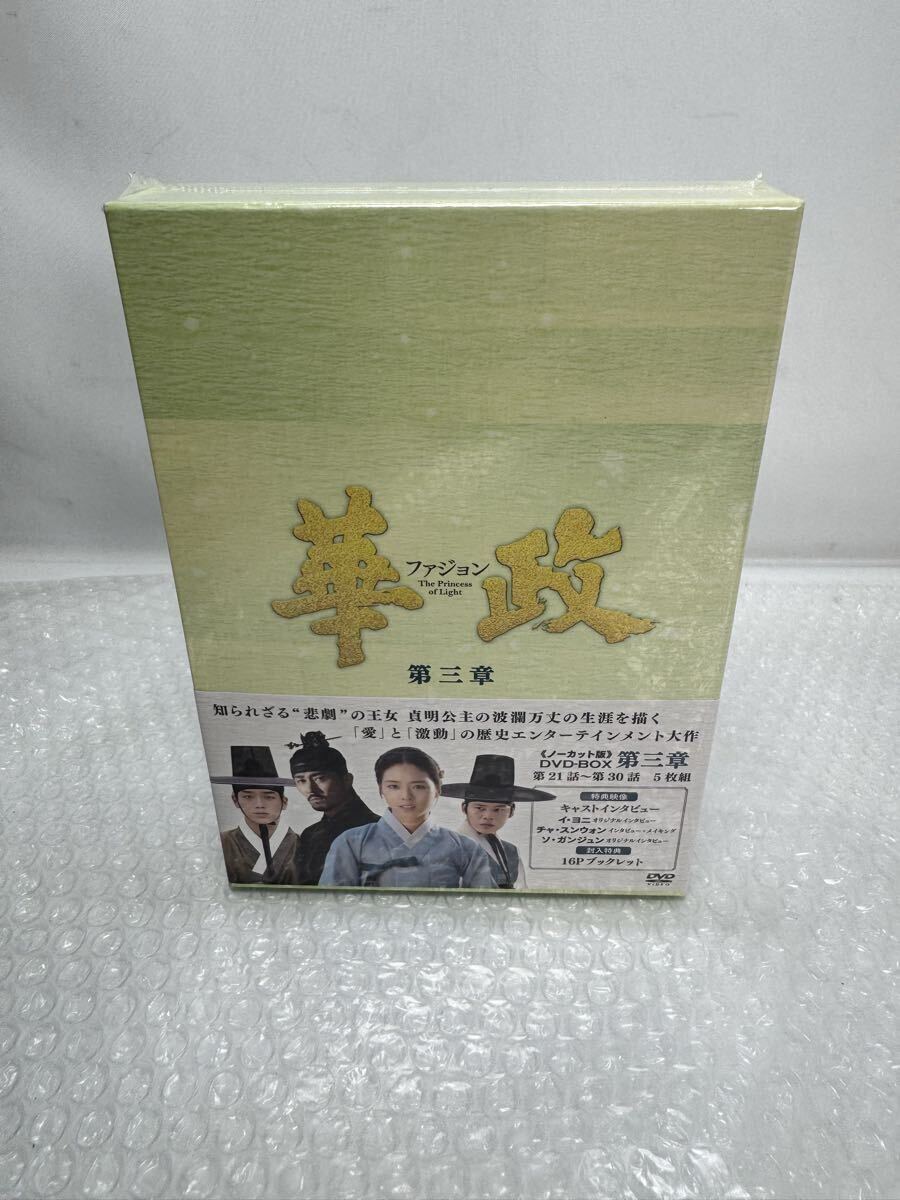 華政
ファジョン
The Princess
of Light
第三章
知られざる“悲劇”の王女 貞明公主の波瀾万丈の生涯を描く
「愛」と「激動」の歴史エンターテインメント大作
《ノーカット版》
DVD-BOX 第三章
第21話～第30話 5枚組
特典映像
キャストインタビュー
イ・ヨニ オリジナルインタビュー
チャ・スンウォン インタビュー・メイキング
ソ・ガンジュン オリジナルインタビュー
封入特典
16Pブックレット
DVD
VIDEO